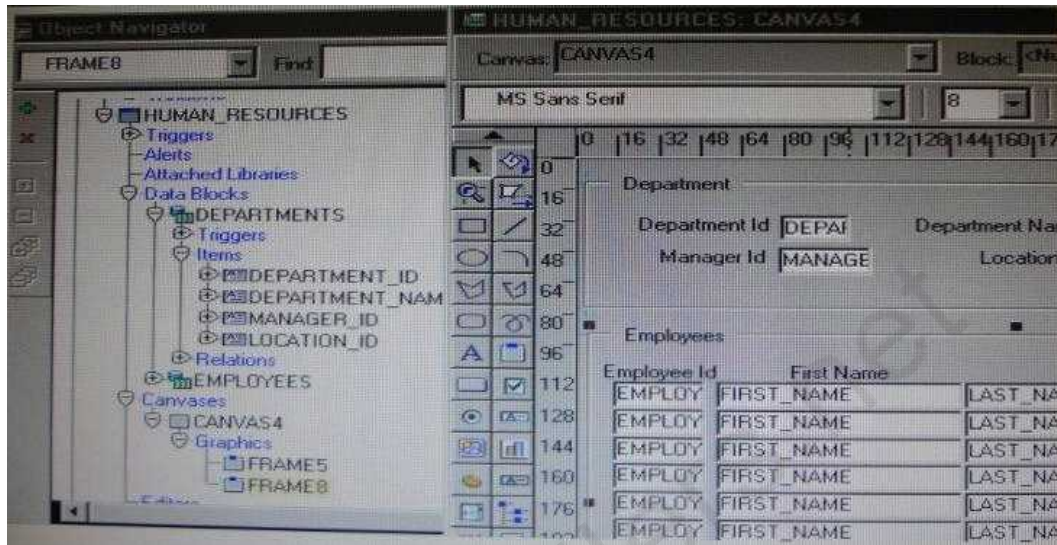 Object Navigator
FRAME8
Find:
HUMAN_RESOURCES
Triggers
Alerts
Attached Libraries
Data Blocks
DEPARTMENTS
Triggers
Items
DEPARTMENT_ID
DEPARTMENT_NAM
MANAGER_ID
LOCATION_ID
Relations
EMPLOYEES
Canvases
CANVAS4
Graphics
FRAME5
FRAME8
HUMAN_RESOURCES: CANVAS4
Canvas: CANVAS4 Block: <Nu
MS Sans Serif 8
0 16 32 48 64 80 96 112 128 144 160 17
0
16
32
48
64
80
96
112
128
144
160
176
Department
Department Id DEPAF Department Na
Manager Id MANAGE Location
Employees
Employee Id First Name
EMPLOY FIRST_NAME LAST_NA
EMPLOY FIRST_NAME LAST_NA
EMPLOY FIRST_NAME LAST_NA
EMPLOY FIRST_NAME LAST_NA
EMPLOY FIRST_NAME LAST_NA
EMPLOY FIRST_NAME LAST_NA